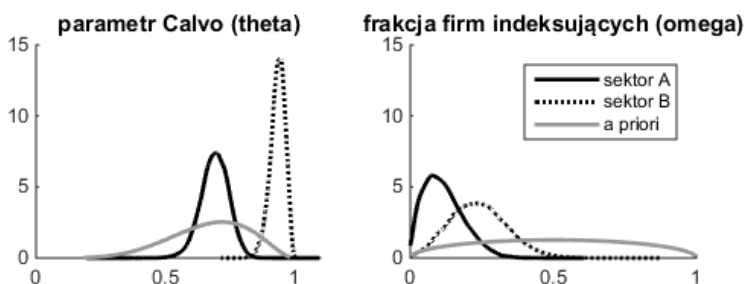 parametr Calvo (theta)
frakcja firm indeksujących (omega)
15
10
5
0
0
0.5
1
15
10
5
0
0
0.5
1
sektor A
sektor B
a priori